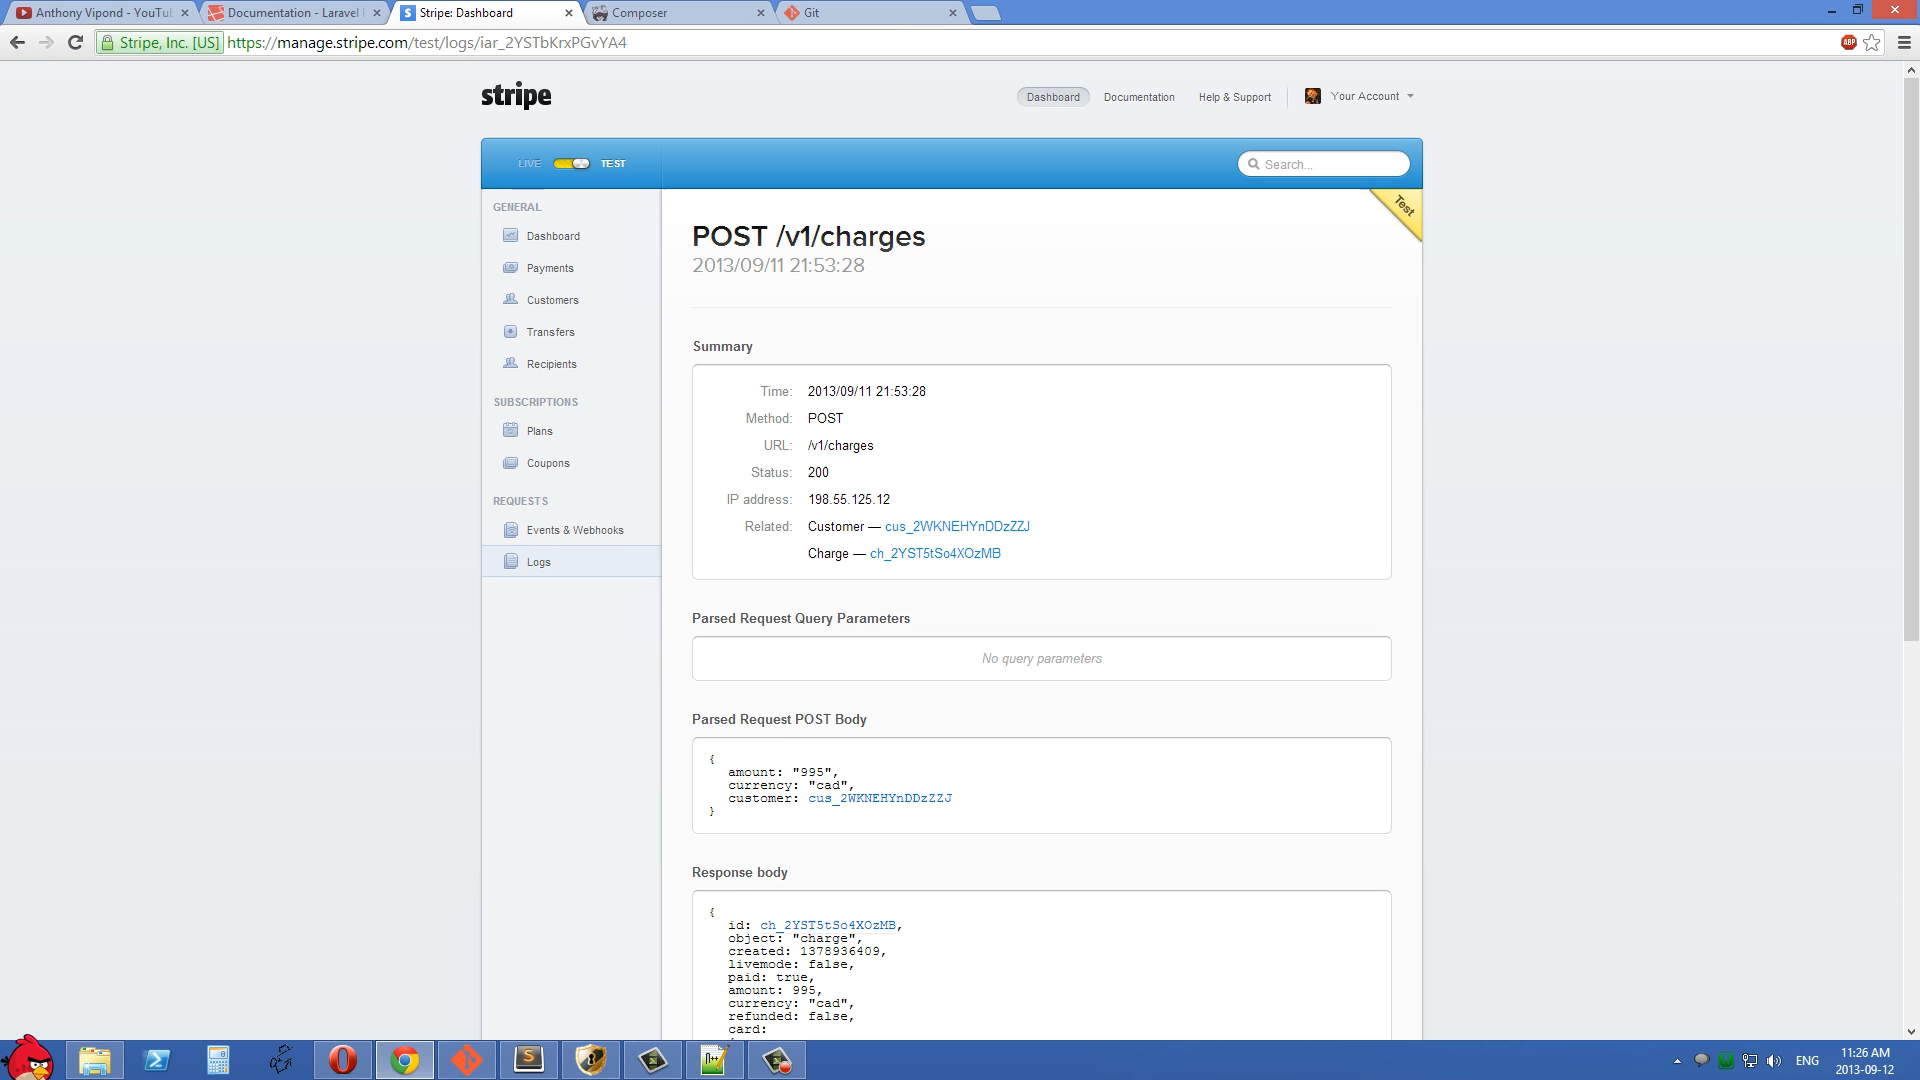 Anthony Vipond - YouTu
Documentation - Laravel
Stripe: Dashboard
Composer
Git
Stripe, Inc. [US]
https://manage.stripe.com/test/logs/iar_2YSTbKrxPGvYA4
ABP
stripe
Dashboard
Documentation
Help & Support
Your Account
LIVE
TEST
Search...
Test
GENERAL
Dashboard
Payments
Customers
Transfers
Recipients
SUBSCRIPTIONS
Plans
Coupons
REQUESTS
Events & Webhooks
Logs
POST /v1/charges
2013/09/11 21:53:28
Summary
Time: 2013/09/11 21:53:28
Method: POST
URL: /v1/charges
Status: 200
IP address: 198.55.125.12
Related: Customer — cus_2WKNEHYnDDzZZJ
Charge — ch_2YST5tSo4XOzMB
Parsed Request Query Parameters
No query parameters
Parsed Request POST Body
{
amount: "995",
currency: "cad",
customer: cus_2WKNEHYnDDzZZJ
}
Response body
{
id: ch_2YST5tSo4XOzMB,
object: "charge",
created: 1378936409,
livemode: false,
paid: true,
amount: 995,
currency: "cad",
refunded: false,
card:
ENG
11:26 AM
2013-09-12